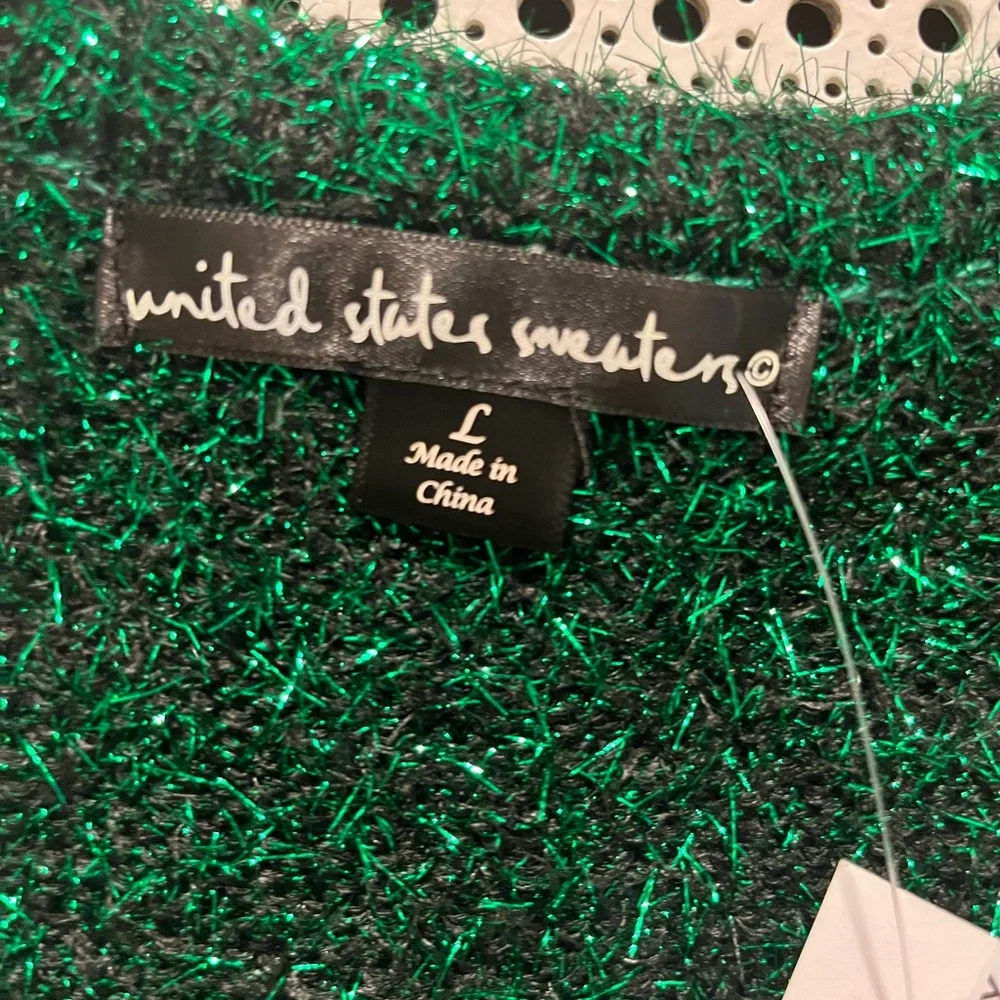 united states sweaters©
L
Made in
China